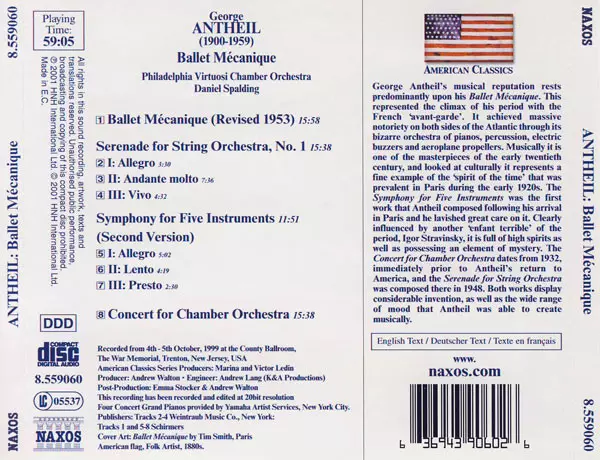 8.559060
ANTHEIL: Ballet Mécanique
NAXOS
Playing
Time:
59:05
All rights in this sound recording, artwork, texts and
translations reserved. Unauthorised public performance,
broadcasting and copying of this compact disc prohibited.
℗ 2001 HNH International Ltd. © 2001 HNH International Ltd.
Made in E.C.
DDD
COMPACT
disc
DIGITAL AUDIO
8.559060
LC 05537
NAXOS
George
ANTHEIL
(1900-1959)
Ballet Mécanique
Philadelphia Virtuosi Chamber Orchestra
Daniel Spalding
1 Ballet Mécanique (Revised 1953) 15:58
Serenade for String Orchestra, No. 1 15:38
2 I: Allegro 3:30
3 II: Andante molto 7:36
4 III: Vivo 4:32
Symphony for Five Instruments 11:51
(Second Version)
5 I: Allegro 5:02
6 II: Lento 4:19
7 III: Presto 2:30
8 Concert for Chamber Orchestra 15:38
Recorded from 4th - 5th October, 1999 at the County Ballroom,
The War Memorial, Trenton, New Jersey, USA
American Classics Series Producers: Marina and Victor Ledin
Producer: Andrew Walton • Engineer: Andrew Lang (K&A Productions)
Post-Production: Emma Stocker & Andrew Walton
This recording has been recorded and edited at 20bit resolution
Four Concert Grand Pianos provided by Yamaha Artist Services, New York City.
Publishers: Tracks 2-4 Weintraub Music Co., New York:
Tracks 1 and 5-8 Schirmers
Cover Art: Ballet Mécanique by Tim Smith, Paris
American flag, Folk Artist, 1880s.
AMERICAN CLASSICS
George Antheil's musical reputation rests
predominantly upon his Ballet Mécanique. This
represented the climax of his period with the
French 'avant-garde'. It achieved massive
notoriety on both sides of the Atlantic through its
bizarre orchestra of pianos, percussion, electric
buzzers and aeroplane propellers. Musically it is
one of the masterpieces of the early twentieth
century, and looked at culturally it represents a
fine example of the 'spirit of the time' that was
prevalent in Paris during the early 1920s. The
Symphony for Five Instruments was the first
work that Antheil composed following his arrival
in Paris and he lavished great care on it. Clearly
influenced by another 'enfant terrible' of the
period, Igor Stravinsky, it is full of high spirits as
well as possessing an element of mystery. The
Concert for Chamber Orchestra dates from 1932,
immediately prior to Antheil's return to
America, and the Serenade for String Orchestra
was composed there in 1948. Both works display
considerable invention, as well as the wide range
of mood that Antheil was able to create
musically.
English Text / Deutscher Text / Texte en français
www.
naxos.com
6 36943 90602 6
NAXOS
ANTHEIL: Ballet Mécanique
8.559060